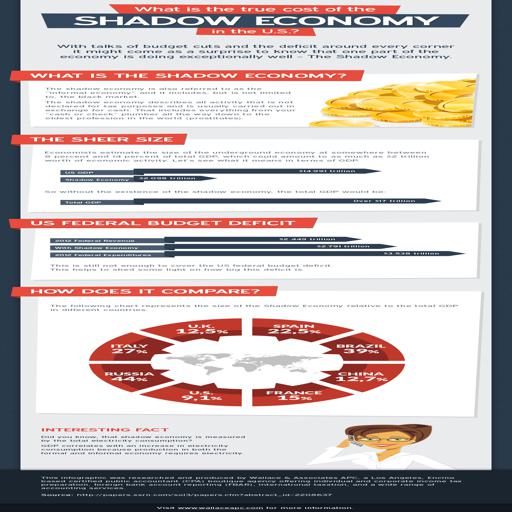 What is the true cost of the
SHADOW ECONOMY
in the U.S.?
With talks of budget cuts and the deficit around every corner
it might come as a surprise to know that one part of the
economy is doing exceptionally well - The Shadow Economy.
WHAT IS THE SHADOW ECONOMY?
The shadow economy is also referred to as the
"informal economy" and it includes, but is not limited
to, the black market.
The shadow economy describes all activity that is not
desired for tax purposes and is usually carried out in
exchange for cash. That includes everything from your
"cash or check" plumber all the way down to the
oldest profession in the world (prostitutes).
THE SHEER SIZE
Economists estimate the size of the underground economy at somewhere between
8 percent and 14 percent of total GDP, which could amount to as much as $2 trillion
worth of economic activity. Let's see what it means in terms of GDP.
US GDP $14.991 trillion
Shadow Economy $2.098 trillion
So without the existence of the shadow economy, the total GDP would be:
Total GDP Over $17 trillion
US FEDERAL BUDGET DEFICIT
2012 Federal Revenue $2.449 trillion
With Shadow Economy $2.791 trillion
2012 Federal Expenditures $3.538 trillion
This is still not enough to cover the US federal budget deficit.
This helps to shed some light on how big this deficit is.
HOW DOES IT COMPARE?
The following chart represents the size of the Shadow Economy relative to the total GDP
in different countries.
U.K.
12,5%
SPAIN
22,5%
ITALY
27%
BRAZIL
39%
RUSSIA
44%
CHINA
12,7%
U.S.
9,1%
FRANCE
15%
INTERESTING FACT
Did you know, that shadow economy is measured
by the total electricity consumption?
GDP correlates with an increase in electricity
consumption because production in both the
formal and informal economy requires electricity
This infographic was researched and produced by Wallace & Associates APC, a Los Angeles, Encino
based certified public accountant (CPA) boutique agency offering individual and corporate income tax
preparation, foreign bank account reporting (FBAR), international taxation, and a wide range of
accounting services.
Source: http://papers.ssrn.com/sol3/papers.cfm?abstract_id=2218637
Visit www.wallaceapc.com for more information.